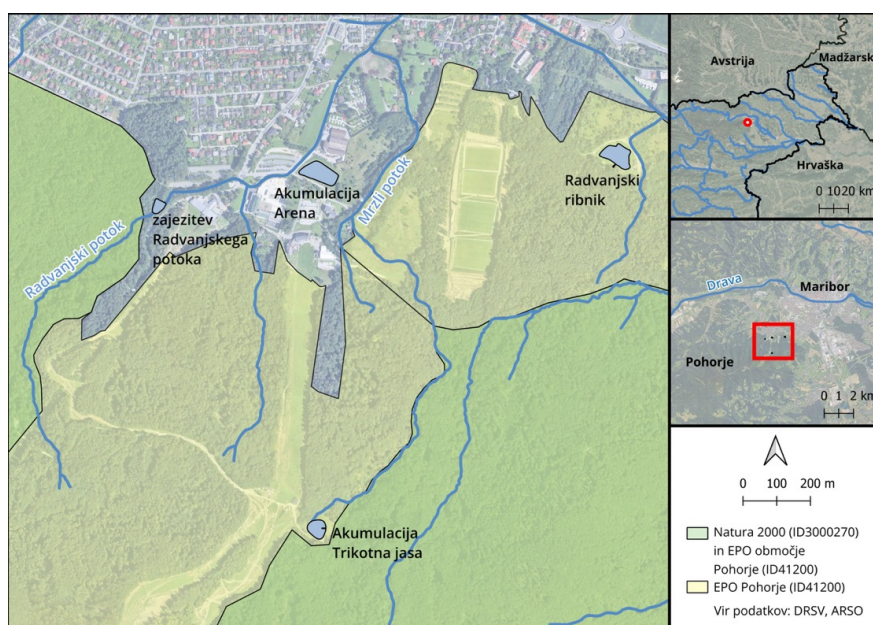 Akumulacija
Arena
Mrzli potok
Radvanjski
ribnik
zajezitev
Radvanjskega
potoka
Radvanjski potok
Akumulacija
Trikotna jasa
Avstrija
Madžarsk
Hrvaška
0 1020 km
Drava
Maribor
Pohorje
0 1 2 km
0 100 200 m
Natura 2000 (ID3000270)
in EPO območje
Pohorje (ID41200)
EPO Pohorje (ID41200)
Vir podatkov: DRSV, ARSO